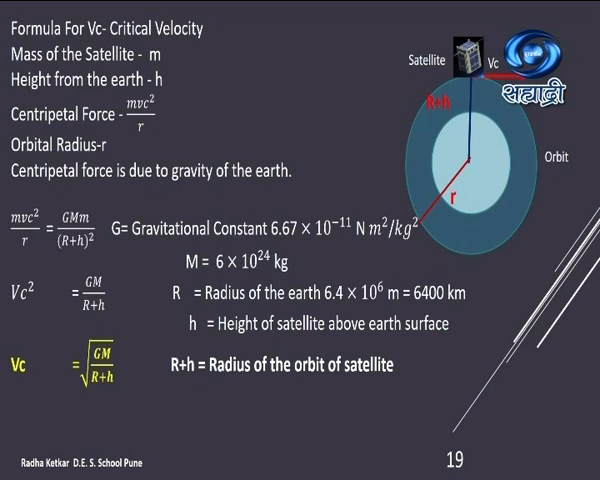 Formula For Vc- Critical Velocity
Mass of the Satellite - m
Height from the earth - h
Centripetal Force - mvc²/r
Orbital Radius-r
Centripetal force is due to gravity of the earth.
mvc²/r = GMm/(R+h)² G= Gravitational Constant 6.67 × 10⁻¹¹ N m²/kg²
M = 6 × 10²⁴ kg
Vc² = GM/R+h R = Radius of the earth 6.4 × 10⁶ m = 6400 km
h = Height of satellite above earth surface
Vc = √GM/R+h R+h = Radius of the orbit of satellite
Satellite
Vc
सह्याद्री
R+h
Orbit
r
Radha Ketkar D.E. S. School Pune
19